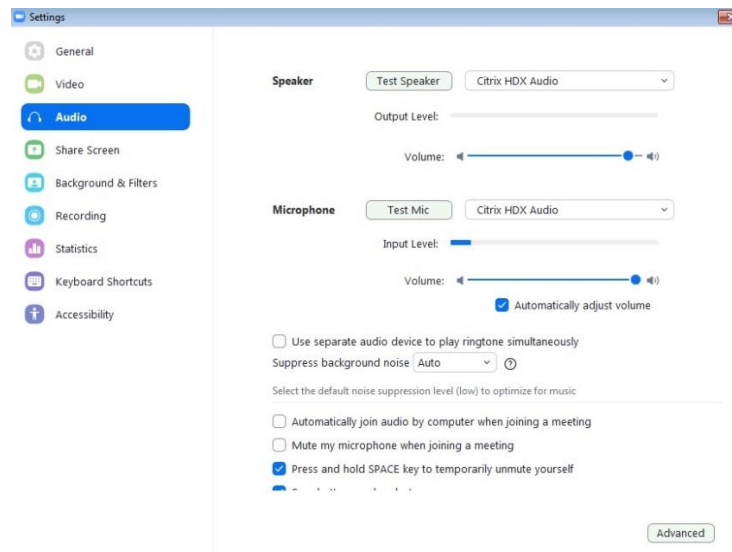 Settings
General
Video
Audio
Share Screen
Background & Filters
Recording
Statistics
Keyboard Shortcuts
Accessibility
Speaker Test Speaker Citrix HDX Audio
Output Level:
Volume:
Microphone Test Mic Citrix HDX Audio
Input Level:
Volume:
Automatically adjust volume
Use separate audio device to play ringtone simultaneously
Suppress background noise Auto
Select the default noise suppression level (low) to optimize for music
Automatically join audio by computer when joining a meeting
Mute my microphone when joining a meeting
Press and hold SPACE key to temporarily unmute yourself
Advanced